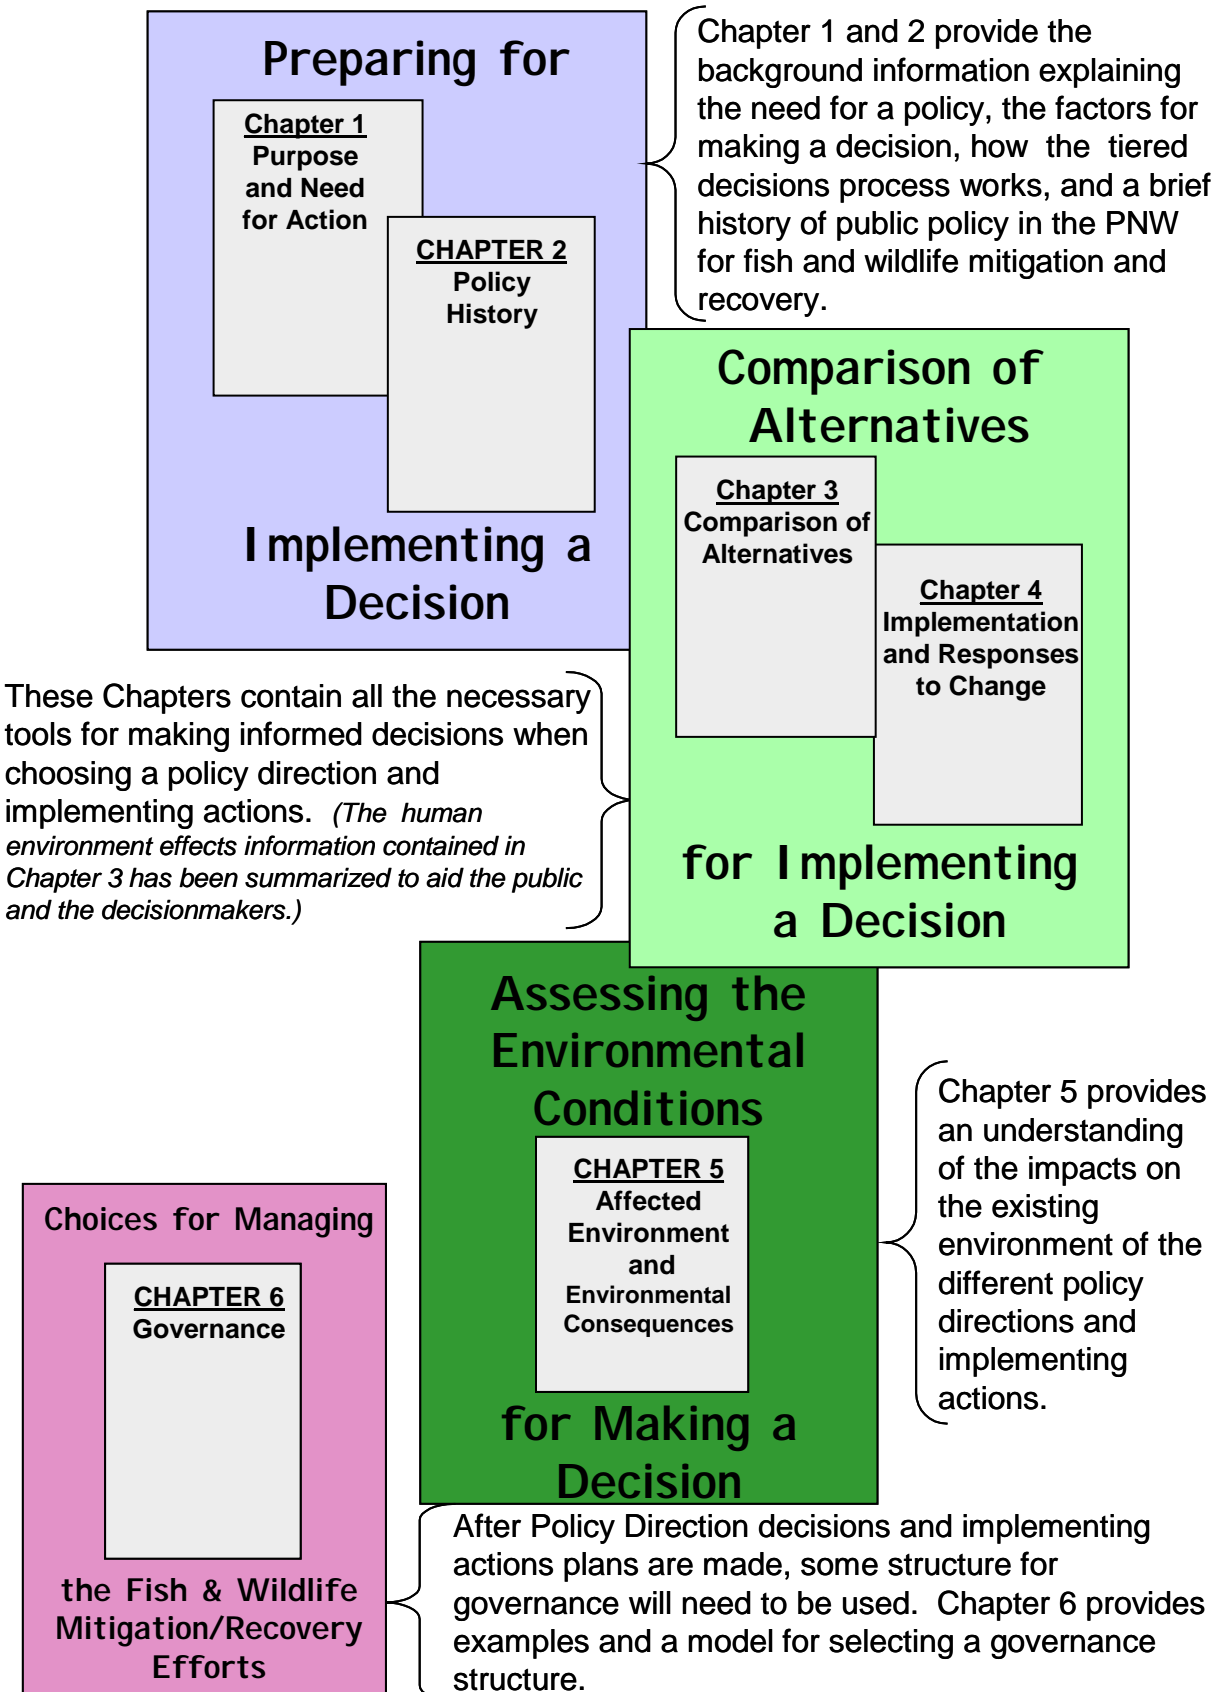 Preparing for
Chapter 1
Purpose
and Need
for Action
CHAPTER 2
Policy
History
Implementing a
Decision
Chapter 1 and 2 provide the
background information explaining
the need for a policy, the factors for
making a decision, how the tiered
decisions process works, and a brief
history of public policy in the PNW
for fish and wildlife mitigation and
recovery.
Comparison of
Alternatives
Chapter 3
Comparison of
Alternatives
Chapter 4
Implementation
and Responses
to Change
for Implementing
a Decision
These Chapters contain all the necessary
tools for making informed decisions when
choosing a policy direction and
implementing actions. (The human
environment effects information contained in
Chapter 3 has been summarized to aid the public
and the decisionmakers.)
Assessing the
Environmental
Conditions
CHAPTER 5
Affected
Environment
and
Environmental
Consequences
for Making a
Decision
Chapter 5 provides
an understanding
of the impacts on
the existing
environment of the
different policy
directions and
implementing
actions.
Choices for Managing
CHAPTER 6
Governance
the Fish & Wildlife
Mitigation/Recovery
Efforts
After Policy Direction decisions and implementing
actions plans are made, some structure for
governance will need to be used. Chapter 6 provides
examples and a model for selecting a governance
structure.